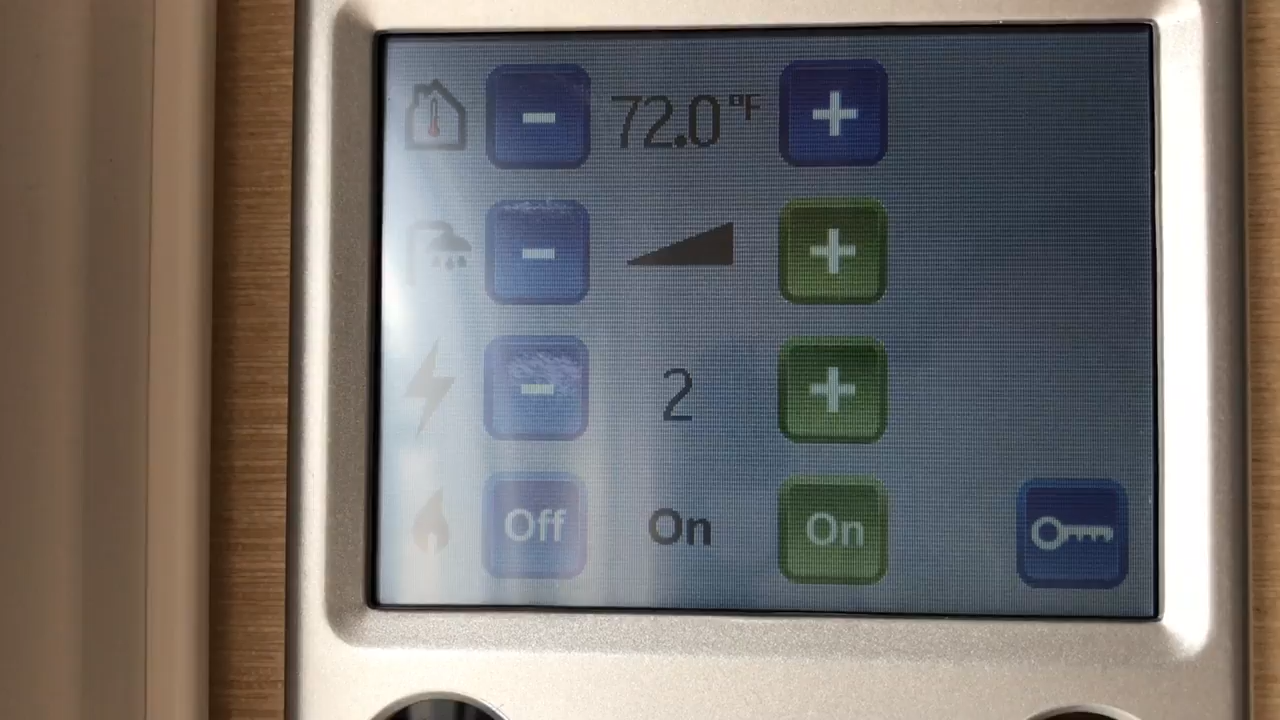 - 72.0 °F +
- +
- 2 +
Off On On